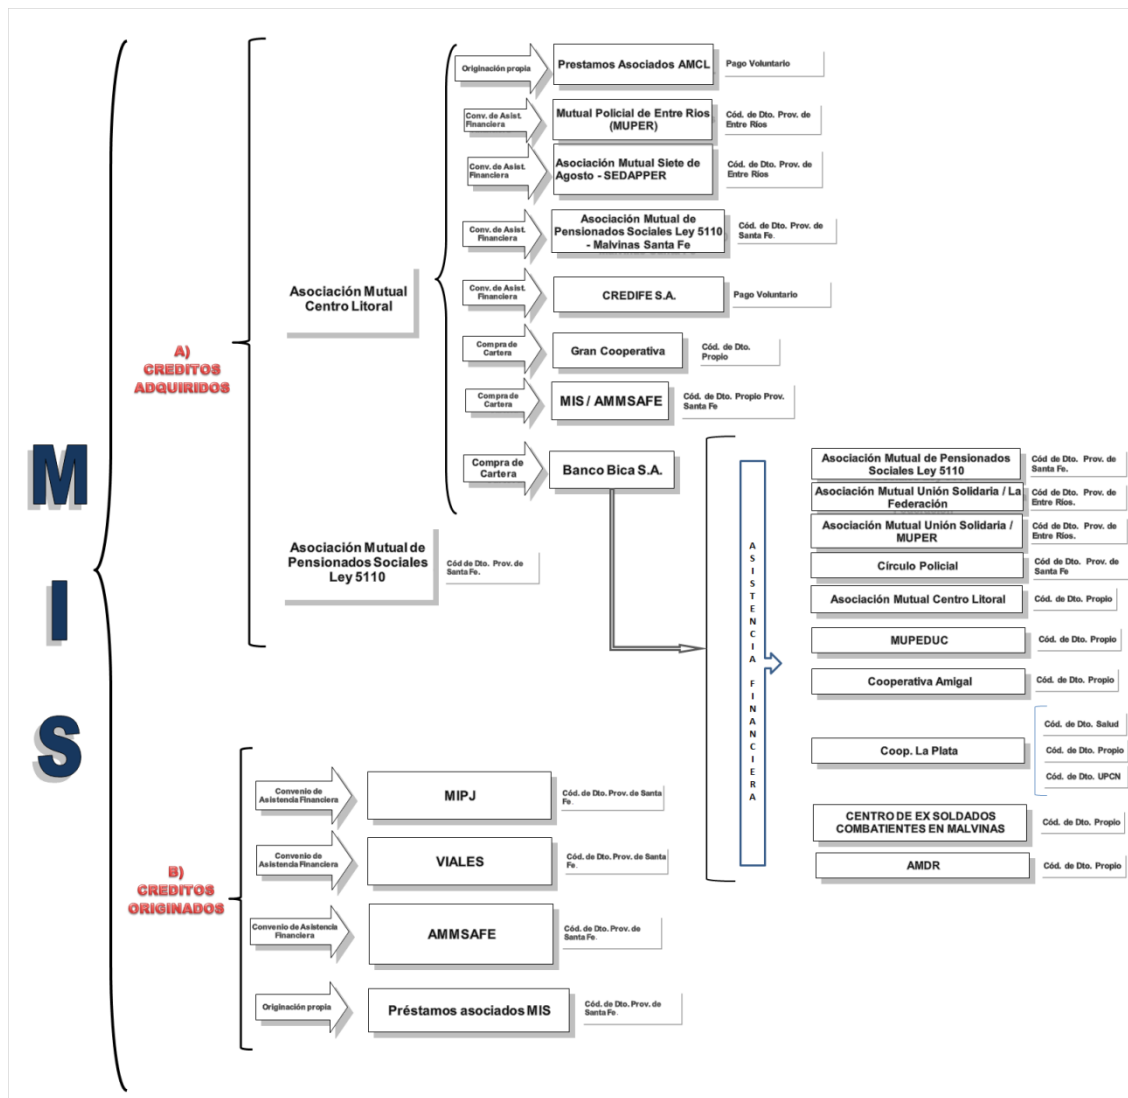 M
I
S
A)
CREDITOS
ADQUIRIDOS
Asociación Mutual
Centro Litoral
Originación propia
Prestamos Asociados AMCL
Pago Voluntario
Conv. de Asist.
Financiera
Mutual Policial de Entre Rios
(MUPER)
Cód. de Dto. Prov. de
Entre Ríos
Conv. de Asist.
Financiera
Asociación Mutual Siete de
Agosto - SEDAPPER
Cód. de Dto. Prov. de
Entre Ríos
Conv. de Asist.
Financiera
Asociación Mutual de
Pensionados Sociales Ley 5110
- Malvinas Santa Fe
Cód. de Dto. Prov. de
Santa Fe.
Conv. de Asist.
Financiera
CREDIFE S.A.
Pago Voluntario
Compra de
Cartera
Gran Cooperativa
Cód. de Dto.
Propio
Compra de
Cartera
MIS / AMMSAFE
Cód. de Dto. Propio Prov.
Santa Fe
Compra de
Cartera
Banco Bica S.A.
Asociación Mutual de
Pensionados Sociales
Ley 5110
Cód de Dto. Prov. de
Santa Fe.
ASISTENCIA FINANCIERA
Asociación Mutual de Pensionados
Sociales Ley 5110
Cód de Dto. Prov. de
Santa Fe.
Asociación Mutual Unión Solidaria / La
Federación
Cód de Dto. Prov. de
Entre Ríos.
Asociación Mutual Unión Solidaria /
MUPER
Cód de Dto. Prov. de
Entre Ríos.
Círculo Policial
Cód de Dto. Prov. de
Santa Fe
Asociación Mutual Centro Litoral
Cód. de Dto. Propio
MUPEDUC
Cód. de Dto. Propio
Cooperativa Amigal
Cód. de Dto. Propio
Coop. La Plata
Cód. de Dto. Salud
Cód. de Dto. Propio
Cód. de Dto. UPCN
CENTRO DE EX SOLDADOS
COMBATIENTES EN MALVINAS
Cód. de Dto. Propio
AMDR
Cód. de Dto. Propio
B)
CREDITOS
ORIGINADOS
Convenio de
Asistencia Financiera
MIPJ
Cód. de Dto. Prov. de Santa
Fe.
Convenio de
Asistencia Financiera
VIALES
Cód. de Dto. Prov. de Santa
Fe.
Convenio de Asistencia
Financiera
AMMSAFE
Cód. de Dto. Prov. de
Santa Fe.
Originación propia
Préstamos asociados MIS
Cód. de Dto. Prov. de
Santa Fe.